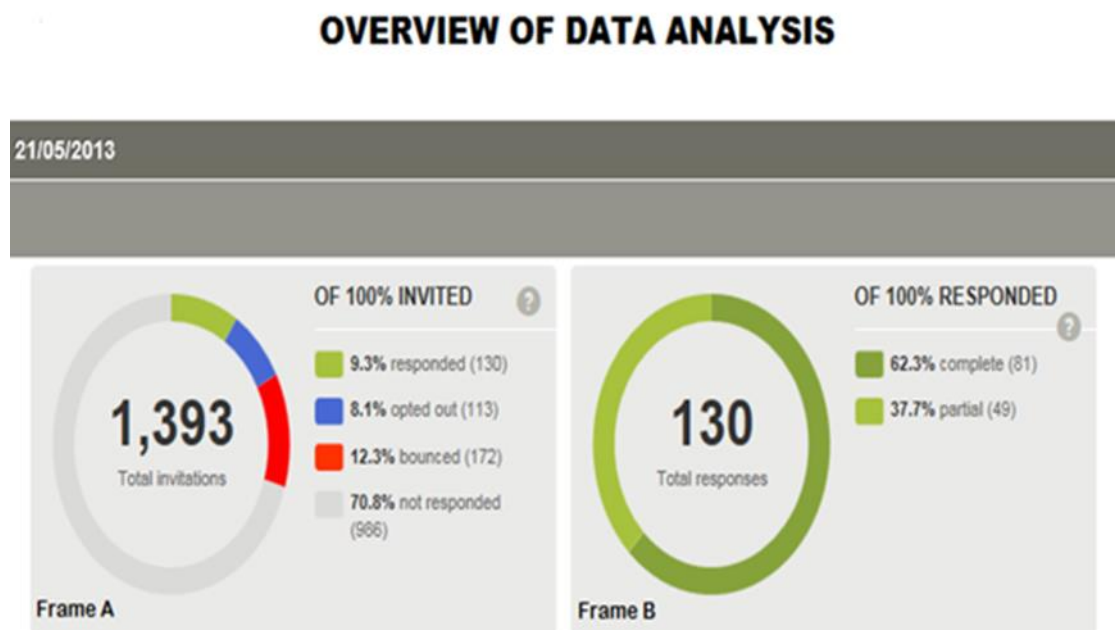 OVERVIEW OF DATA ANALYSIS
21/05/2013
OF 100% INVITED
?
9.3% responded (130)
8.1% opted out (113)
12.3% bounced (172)
70.8% not responded
(986)
1,393
Total invitations
Frame A
OF 100% RESPONDED
?
62.3% complete (81)
37.7% partial (49)
130
Total responses
Frame B